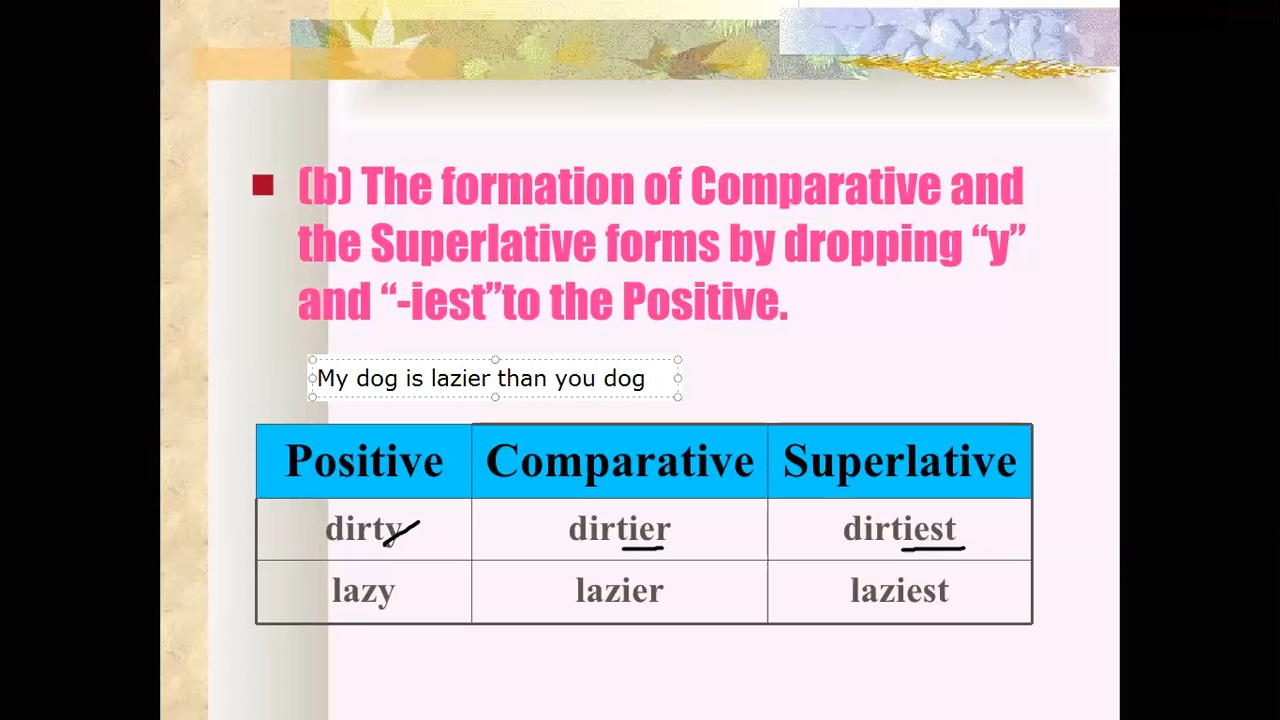 (b) The formation of Comparative and
the Superlative forms by dropping “y”
and “-iest”to the Positive.
My dog is lazier than you dog
Positive Comparative Superlative
dirty dirtier dirtiest
lazy lazier laziest